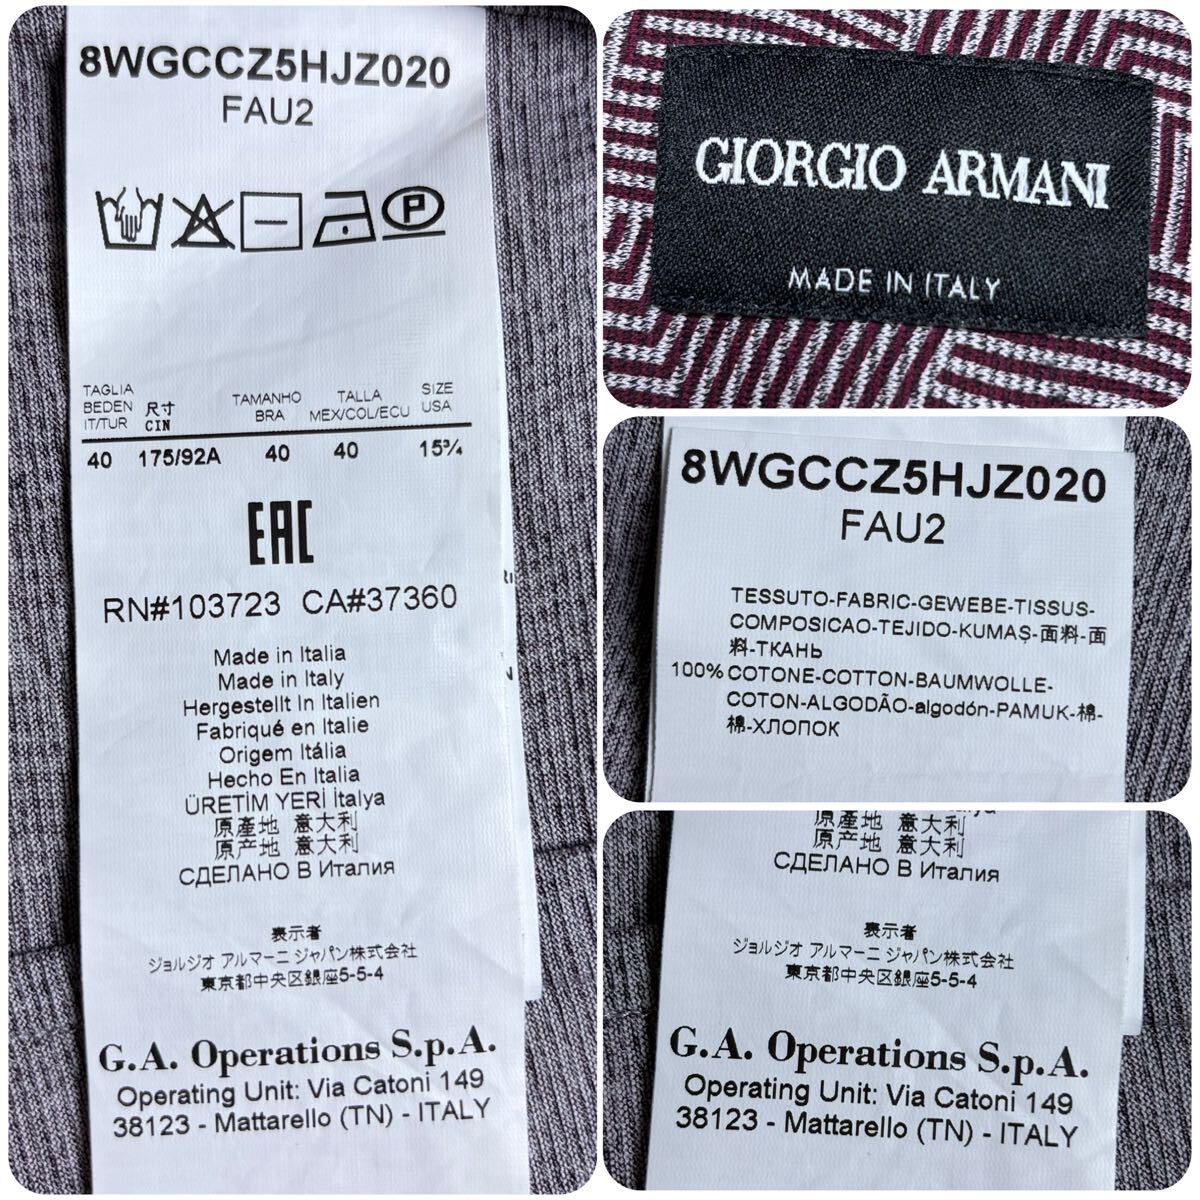 8WGCCZ5HJZ020
FAU2
P
TAGLIA
BEDEN
IT/TUR
尺寸
CIN
TAMANHO
BRA
TALLA
MEX/COL/ECU
SIZE
USA
40 175/92A 40 40 15¾
EAC
RN#103723 CA#37360
Made in Italia
Made in Italy
Hergestellt In Italien
Fabriqué en Italie
Origem Itália
Hecho En Italia
ÜRETİM YERİ İtalya
原產地 意大利
原产地 意大利
СДЕЛАНО В Италия
表示者
ジョルジオ アルマーニ ジャパン株式会社
東京都中央区銀座5-5-4
G.A. Operations S.p.A.
Operating Unit: Via Catoni 149
38123 - Mattarello (TN) - ITALY
GIORGIO ARMANI
MADE IN ITALY
8WGCCZ5HJZ020
FAU2
TESSUTO-FABRIC-GEWEBE-TISSUS-
COMPOSICAO-TEJIDO-KUMAŞ-面料-面
料-ТКАНЬ
100% COTONE-COTTON-BAUMWOLLE-
COTON-ALGODÃO-algodón-PAMUK-棉-
棉-ХЛОПОК
原產地 意大利
原产地 意大利
СДЕЛАНО В Италия
表示者
ジョルジオ アルマーニ ジャパン株式会社
東京都中央区銀座5-5-4
G.A. Operations S.p.A.
Operating Unit: Via Catoni 149
38123 - Mattarello (TN) - ITALY